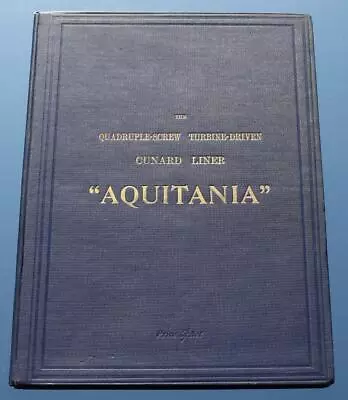 THE
QUADRUPLE-SCREW TURBINE-DRIVEN
CUNARD LINER
"AQUITANIA"